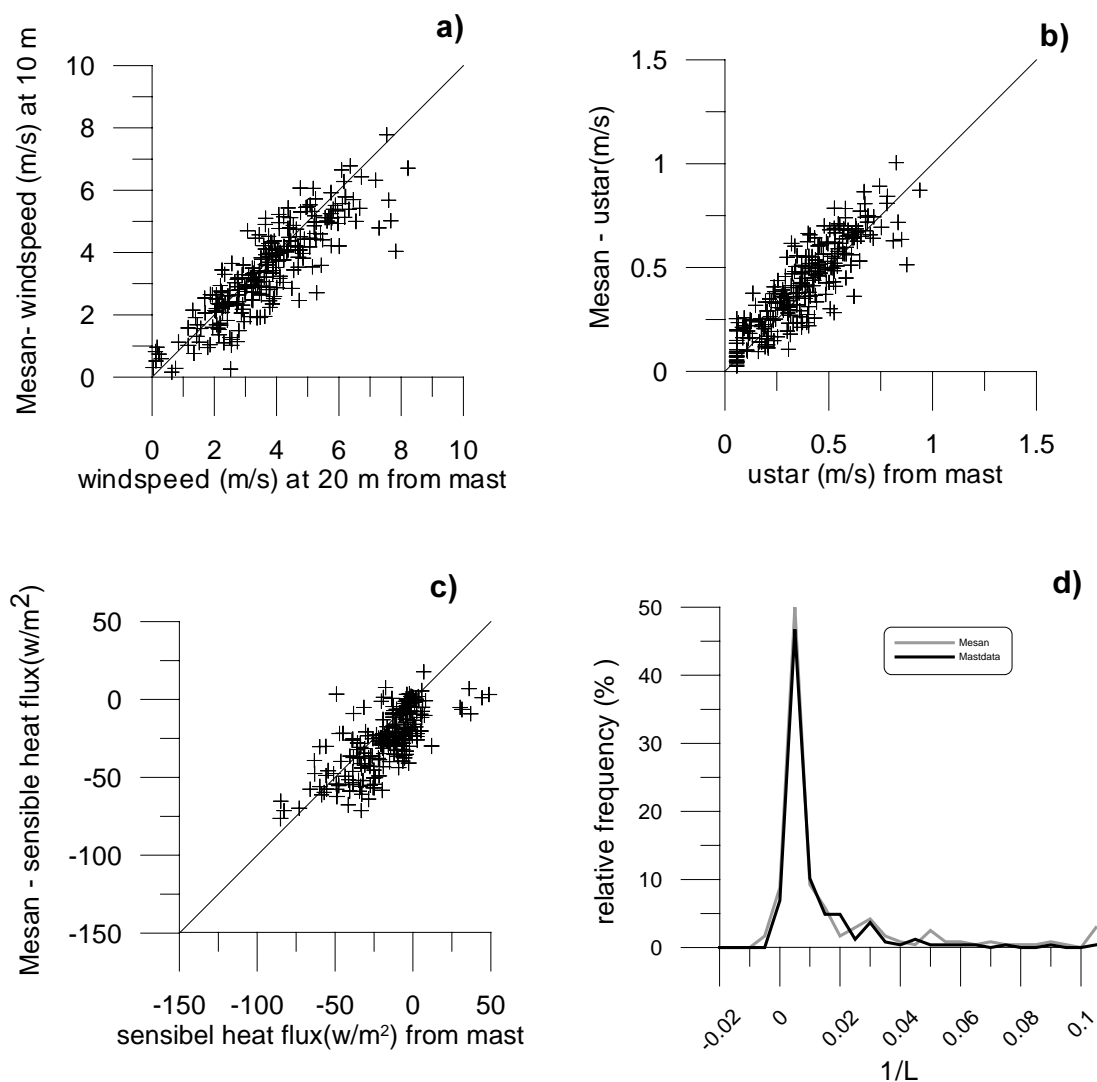 a)
Mesan- windspeed (m/s) at 10 m
10
8
6
4
2
0
0 2 4 6 8 10
windspeed (m/s) at 20 m from mast
b)
Mesan - ustar(m/s)
1.5
1
0.5
0
0 0.5 1 1.5
ustar (m/s) from mast
c)
Mesan - sensible heat flux(w/m²)
50
0
-50
-100
-150
-150 -100 -50 0 50
sensibel heat flux(w/m²) from mast
d)
relative frequency (% )
50
40
30
20
10
0
Mesan
Mastdata
-0.02 0 0.02 0.04 0.06 0.08 0.1
1/L